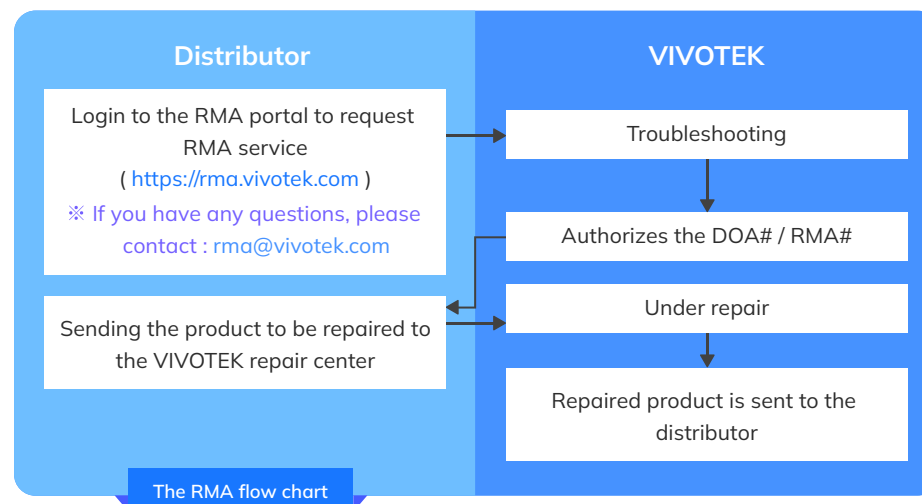 Distributor
Login to the RMA portal to request
RMA service
( https://rma.vivotek.com )
※ If you have any questions, please
contact : rma@vivotek.com
Sending the product to be repaired to
the VIVOTEK repair center
VIVOTEK
Troubleshooting
Authorizes the DOA# / RMA#
Under repair
Repaired product is sent to the
distributor
The RMA flow chart